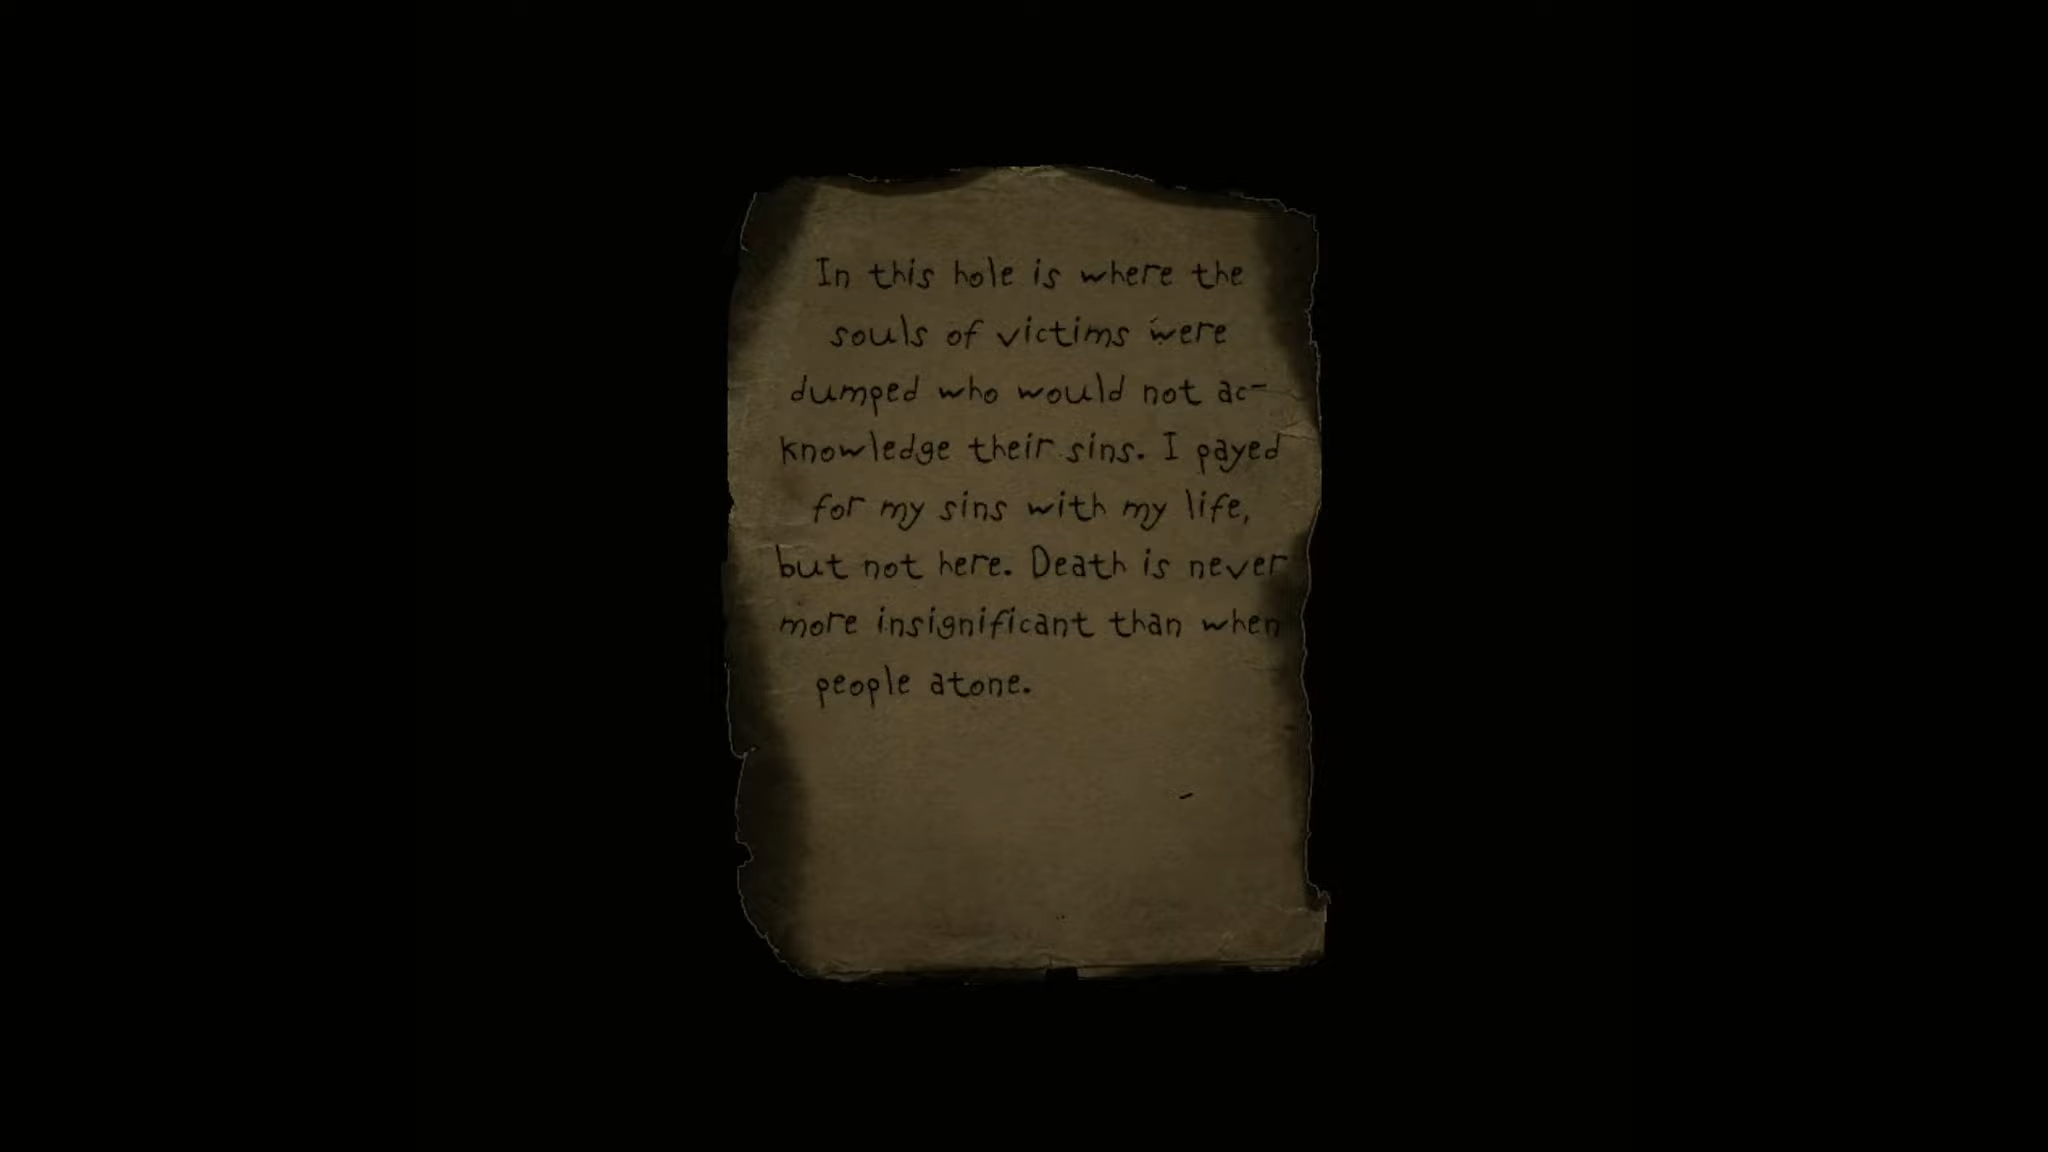 In this hole is where the
souls of victims were
dumped who would not ac-
knowledge their sins. I payed
for my sins with my life,
but not here. Death is never
more insignificant than when
people atone.